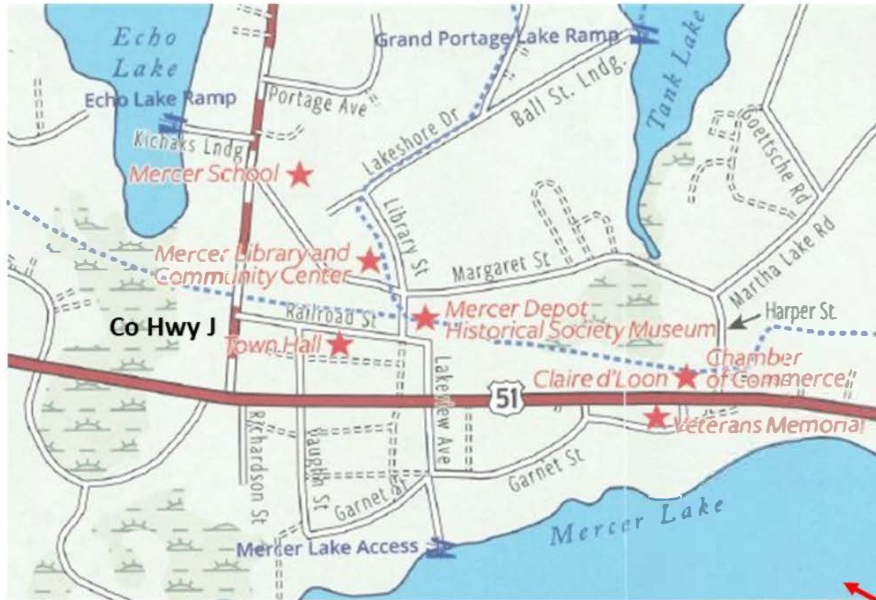 Echo
Lake
Grand Portage Lake Ramp
Tank Lake
Echo Lake Ramp
Portage Ave
Ball St. Lndg.
Lakeshore Dr
Goettsche Rd
Kichaks Lndg
Mercer School
Library St
Mercer Library and
Community Center
Margaret St
Martha Lake Rd
Harper St.
Co Hwy J
Railroad St
Mercer Depot
Historical Society Museum
Town Hall
Lakeview Ave
Chamber
of Commerce
Claire d'Loon
51
Veterans Memorial
Richardson St
Vaughn St
Garnet St
Garnet St
Mercer Lake
Mercer Lake Access